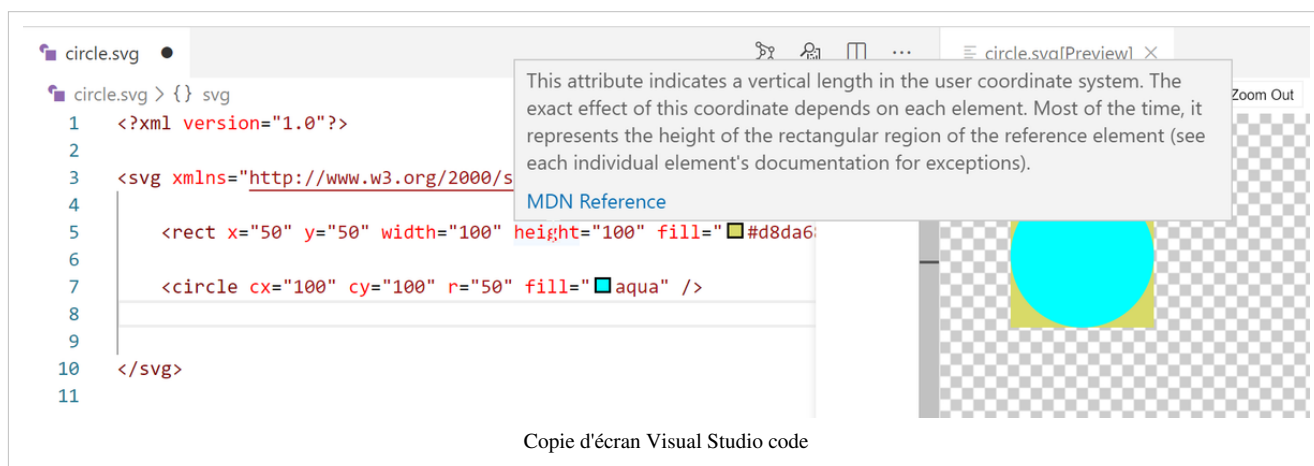 circle.svg ● ... circle.svg[Preview] ×
circle.svg > {} svg
Zoom Out
This attribute indicates a vertical length in the user coordinate system. The
exact effect of this coordinate depends on each element. Most of the time, it
represents the height of the rectangular region of the reference element (see
each individual element's documentation for exceptions).
MDN Reference
1 <?xml version="1.0"?>
2
3 <svg xmlns="http://www.w3.org/2000/s
4
5 <rect x="50" y="50" width="100" height="100" fill="#d8da6
6
7 <circle cx="100" cy="100" r="50" fill="aqua" />
8
9
10 </svg>
11
Copie d'écran Visual Studio code